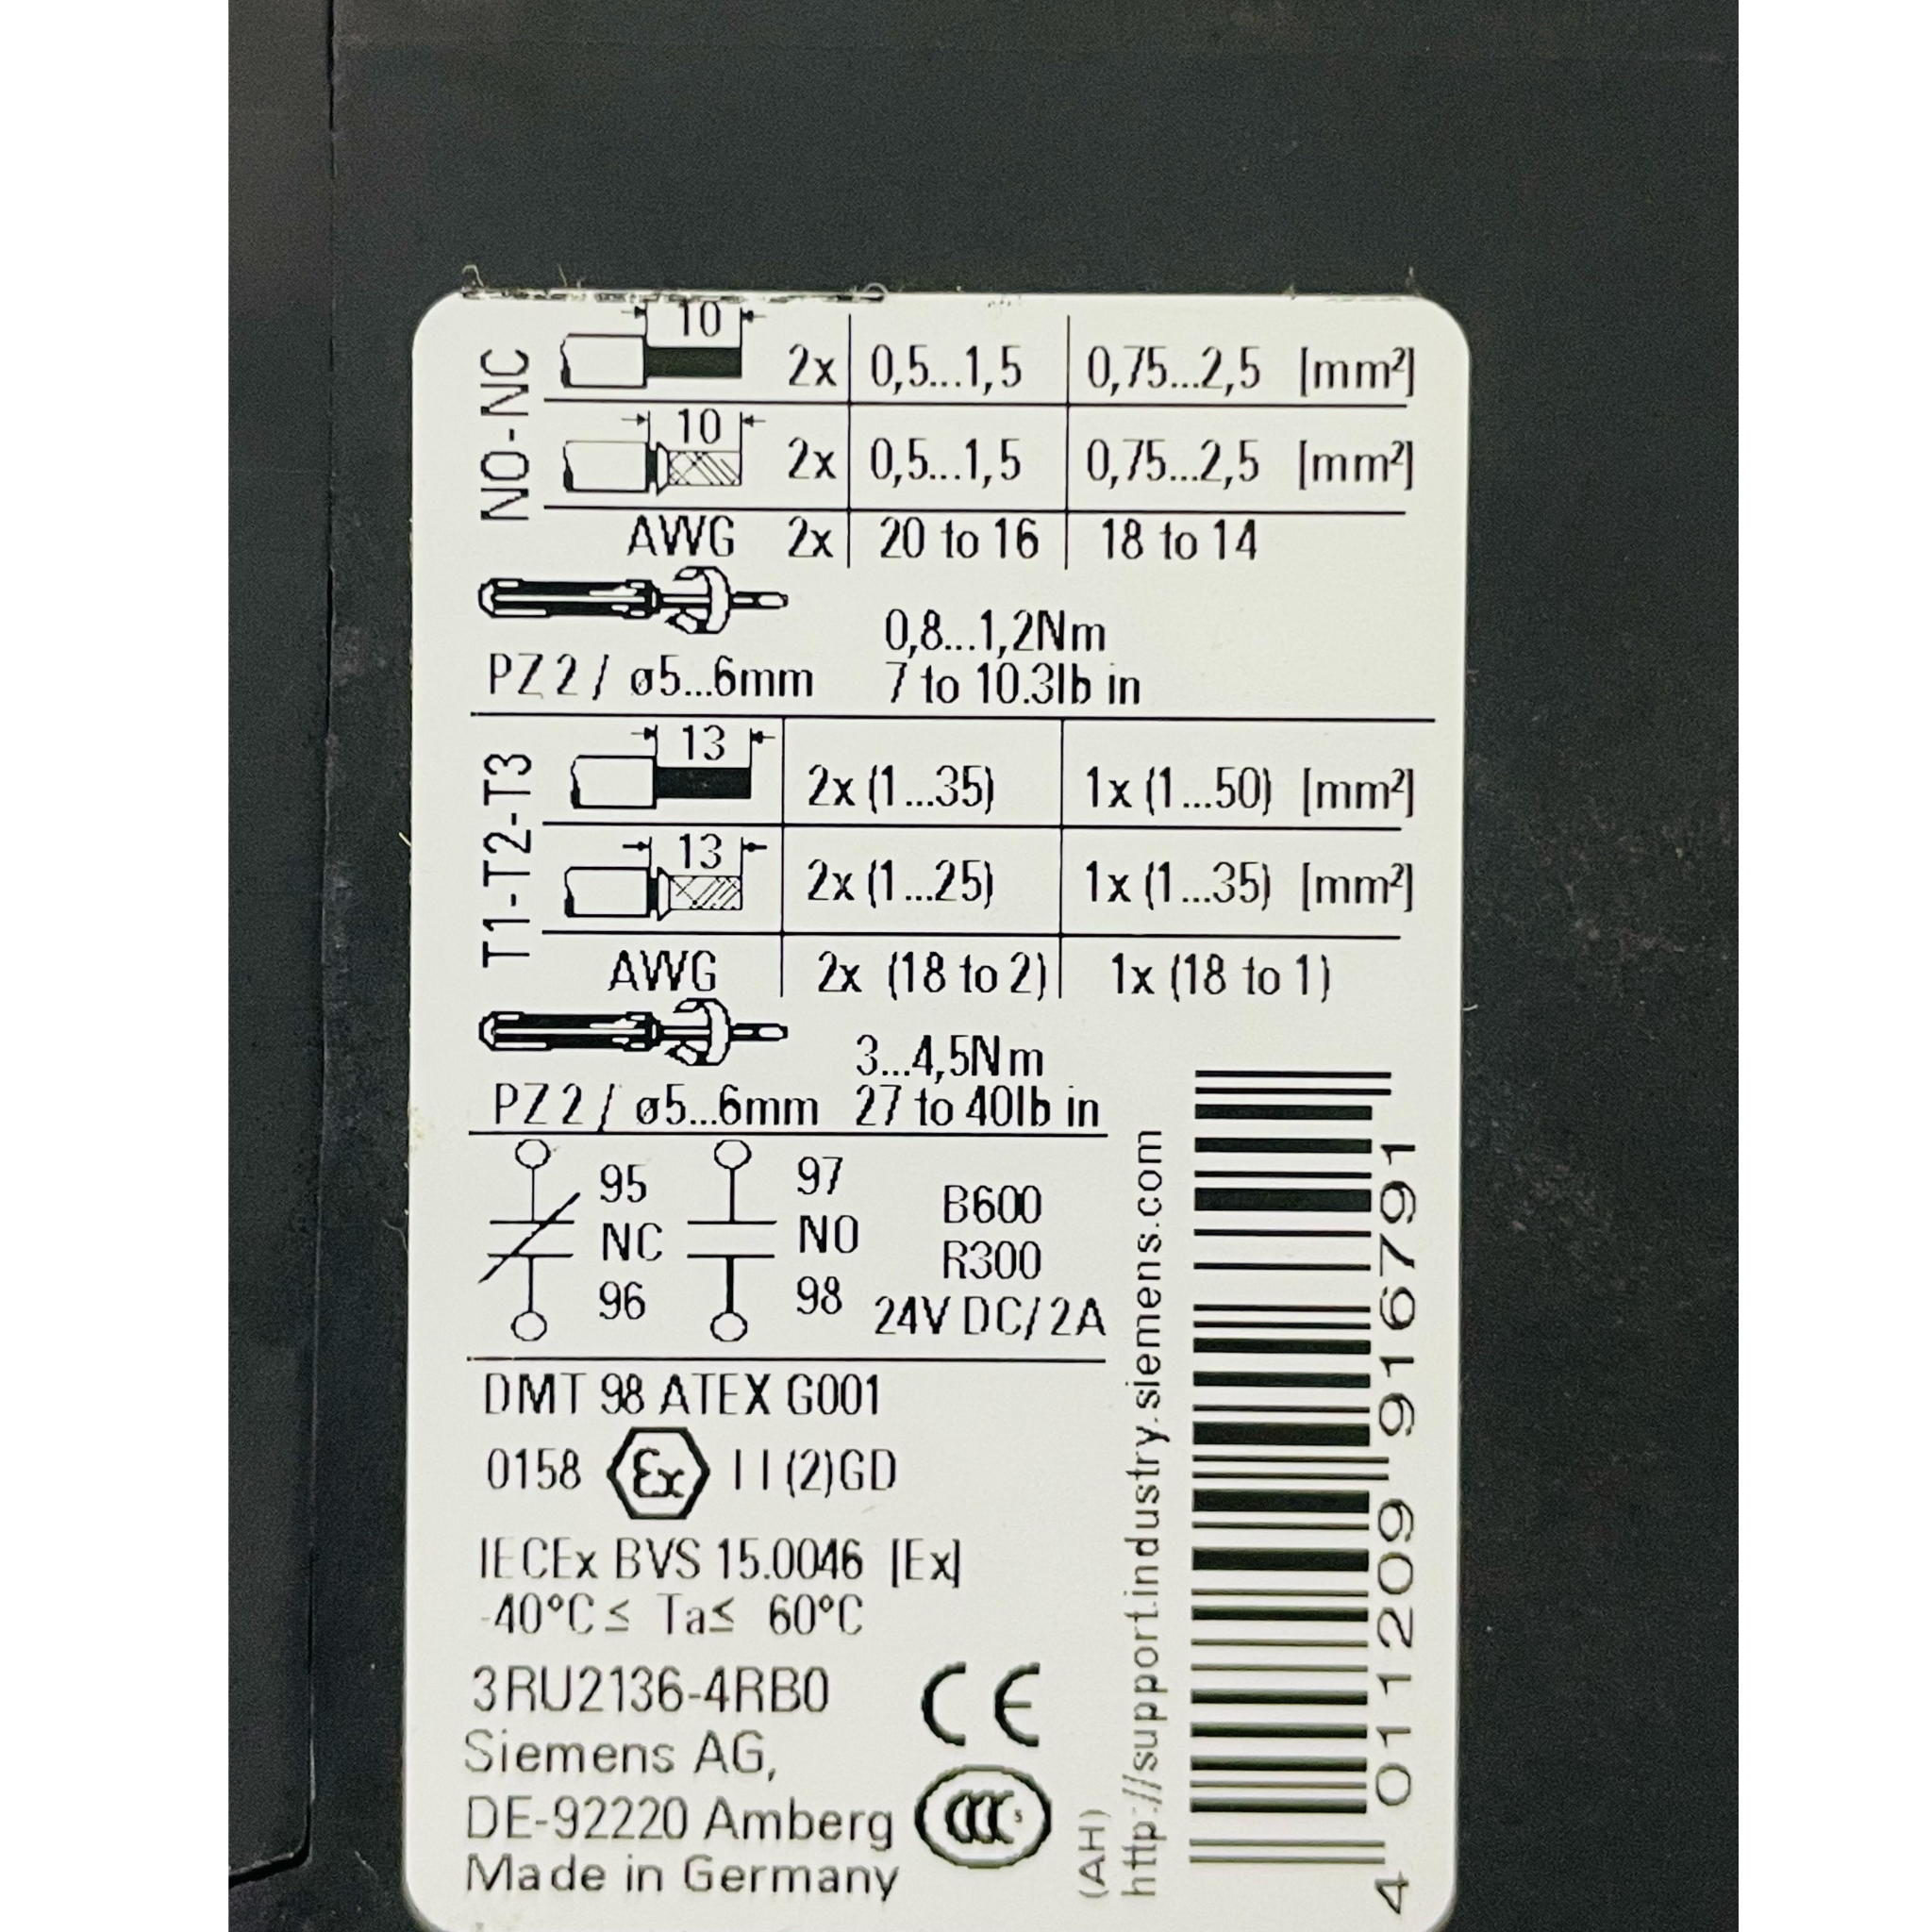 NO-NC
10
2x 0,5...1,5 0,75...2,5 [mm²]
10
2x 0,5...1,5 0,75...2,5 [mm²]
AWG 2x 20 to 16 18 to 14
0,8...1,2Nm
PZ 2 / ø5...6mm 7 to 10.3lb in
T1-T2-T3
13
2x (1...35) 1x (1...50) [mm²]
13
2x (1...25) 1x (1...35) [mm²]
AWG 2x (18 to 2) 1x (18 to 1)
3...4,5Nm
PZ 2 / ø5...6mm 27 to 40lb in
95 97
NC NO
96 98
B600
R300
24V DC/2A
DMT 98 ATEX G001
0158 Ex II(2)GD
IECEx BVS 15.0046 [Ex]
-40°C ≤ Ta ≤ 60°C
3RU2136-4RB0
Siemens AG,
DE-92220 Amberg
Made in Germany
CE
CCC S
(AH)
http://support.industry.siemens.com
4 011209 916791